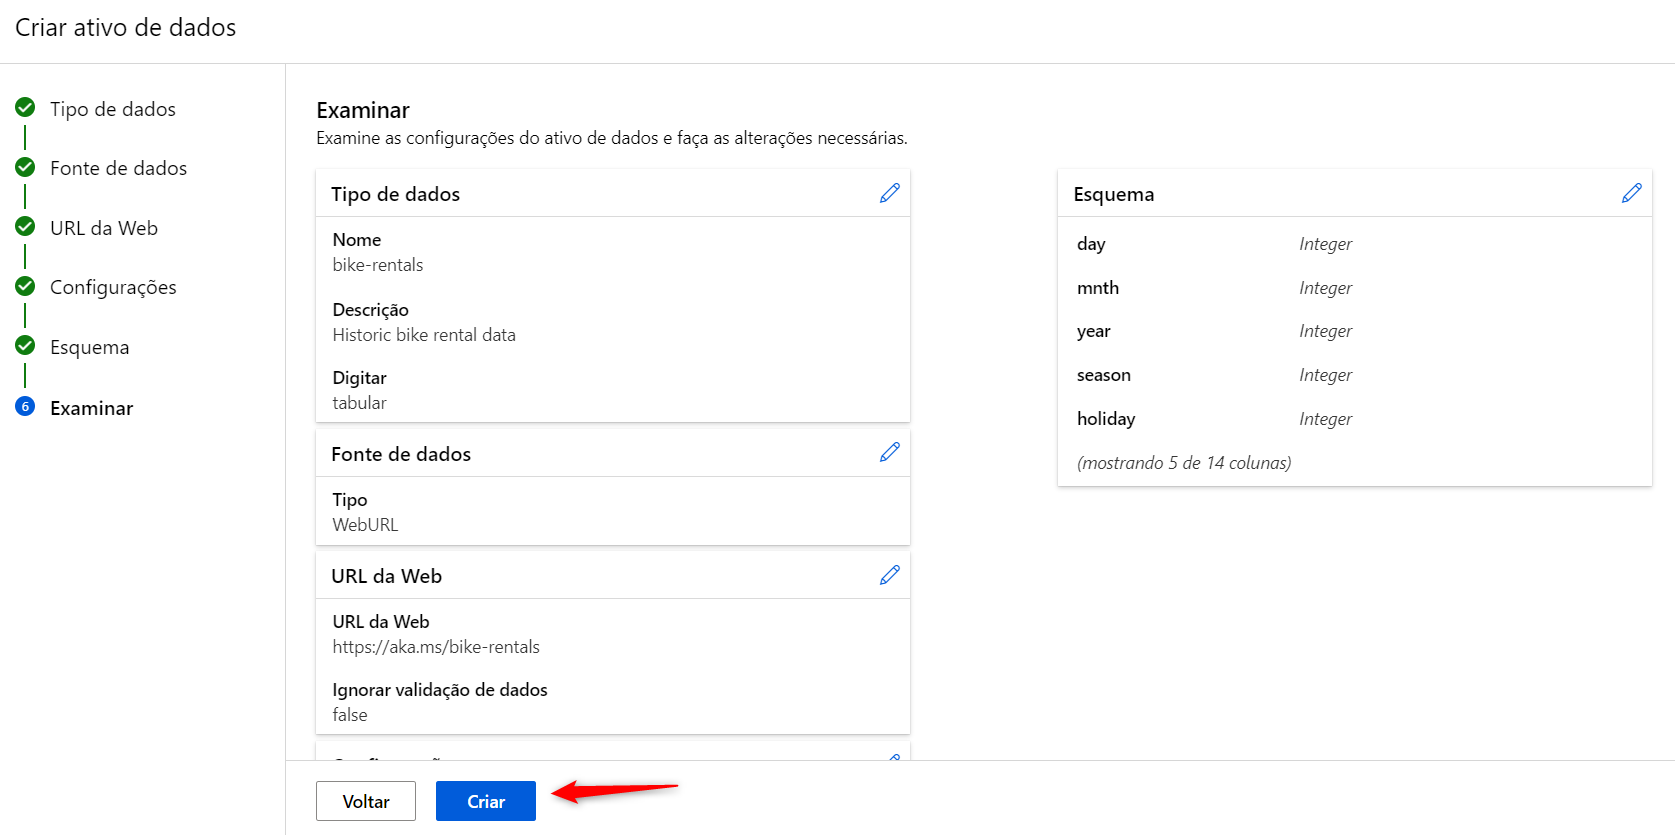 Criar ativo de dados
Tipo de dados
Fonte de dados
URL da Web
Configurações
Esquema
6 Examinar
Examinar
Examine as configurações do ativo de dados e faça as alterações necessárias.
Tipo de dados
Nome
bike-rentals
Descrição
Historic bike rental data
Digitar
tabular
Fonte de dados
Tipo
WebURL
URL da Web
URL da Web
https://aka.ms/bike-rentals
Ignorar validação de dados
false
Esquema
day Integer
mnth Integer
year Integer
season Integer
holiday Integer
(mostrando 5 de 14 colunas)
Voltar
Criar